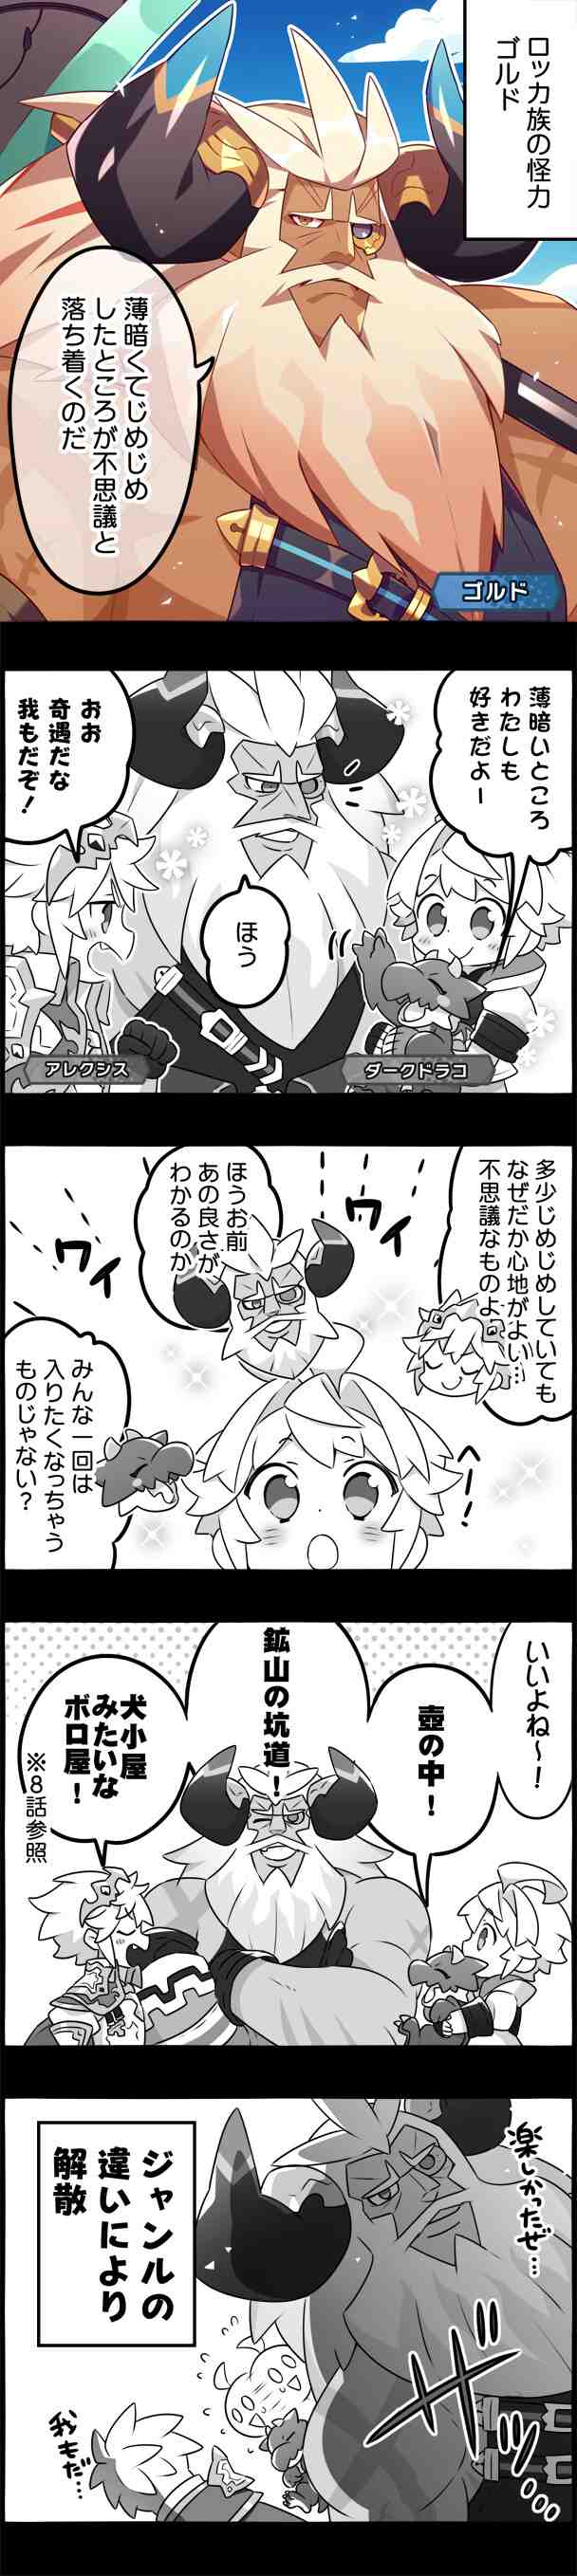 ロッカ族の怪力
ゴルド
薄暗くてじめじめ
したところが不思議と
落ち着くのだ
ゴルド
薄暗いところ
わたしも
好きだよー
ほう
おお
奇遇だな
我もだぞ！
ダークドラコ
アレクシス
多少じめじめしていても
なぜだか心地がよい…
不思議なものよ
ワイ
ほうお前
あの良さが
わかるのか
ワイ
へー！
みんな一回は
入りたくなっちゃう
ものじゃない？
いいよね〜！
壺の中！
鉱山の坑道！
犬小屋
みたいな
ボロ屋！
※８話参照
楽しかったぜ…
ジャンルの
違いにより
解散
メリ
メリ
我もだ…